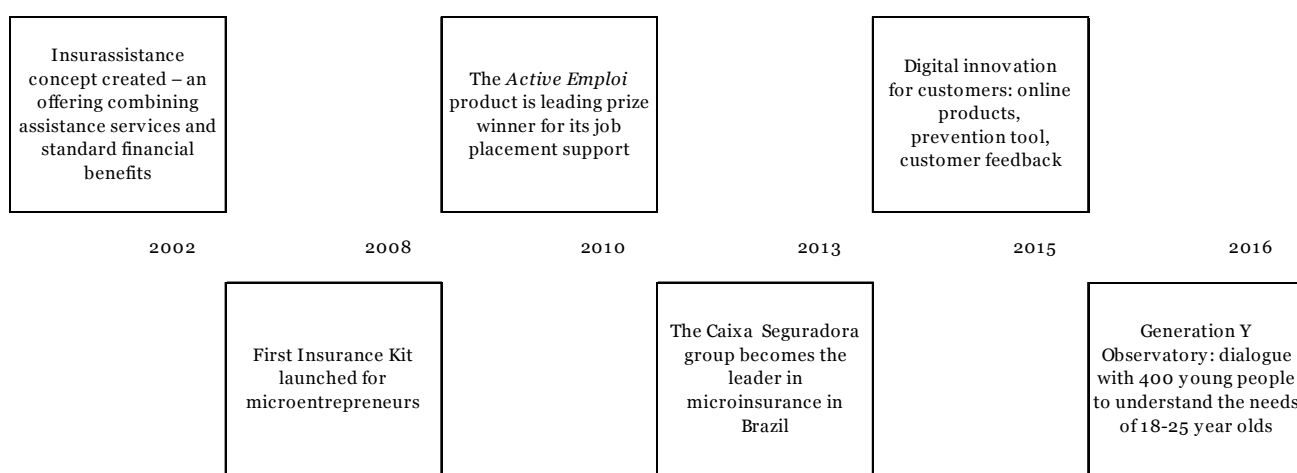 Insurassistance
concept created – an
offering combining
assistance services and
standard financial
benefits
The Active Emploi
product is leading prize
winner for its job
placement support
Digital innovation
for customers: online
products,
prevention tool,
customer feedback
2002
2008
2010
2013
2015
2016
First Insurance Kit
launched for
microentrepreneurs
The Caixa Seguradora
group becomes the
leader in
microinsurance in
Brazil
Generation Y
Observatory: dialogue
with 400 young people
to understand the needs
of 18-25 year olds